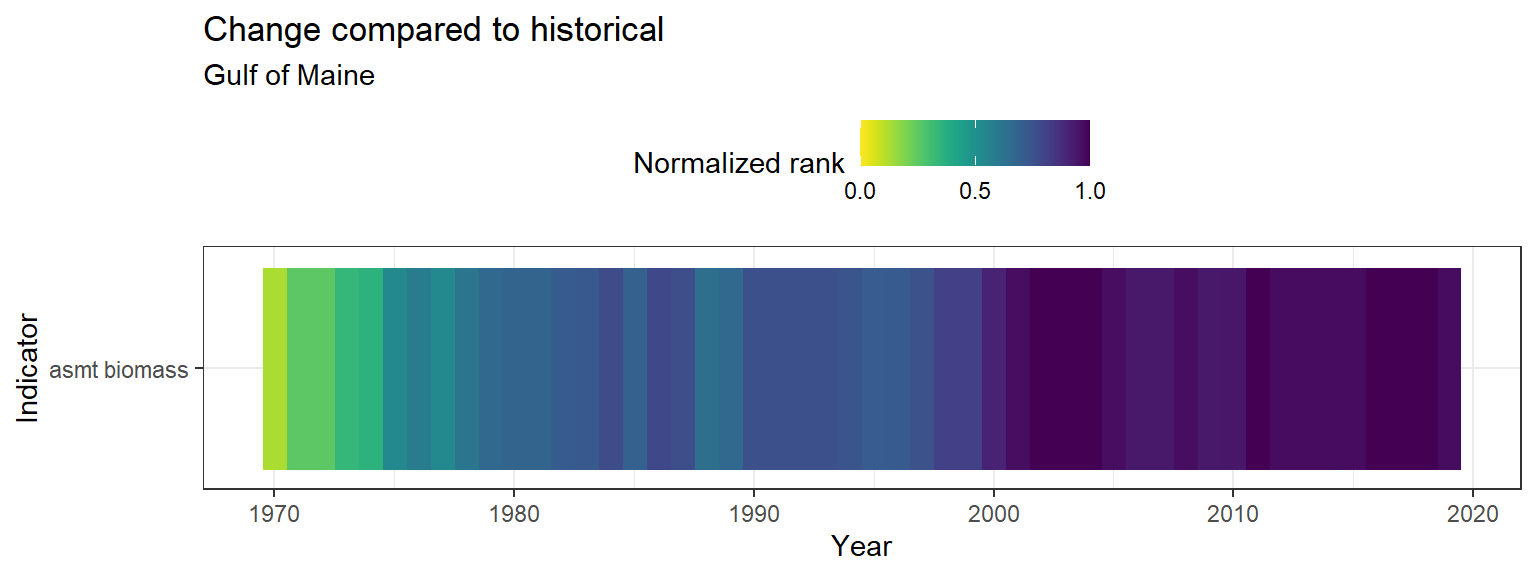 Change compared to historical
Gulf of Maine
Normalized rank
0.0 0.5 1.0
Indicator
asmt biomass
1970 1980 1990 2000 2010 2020
Year